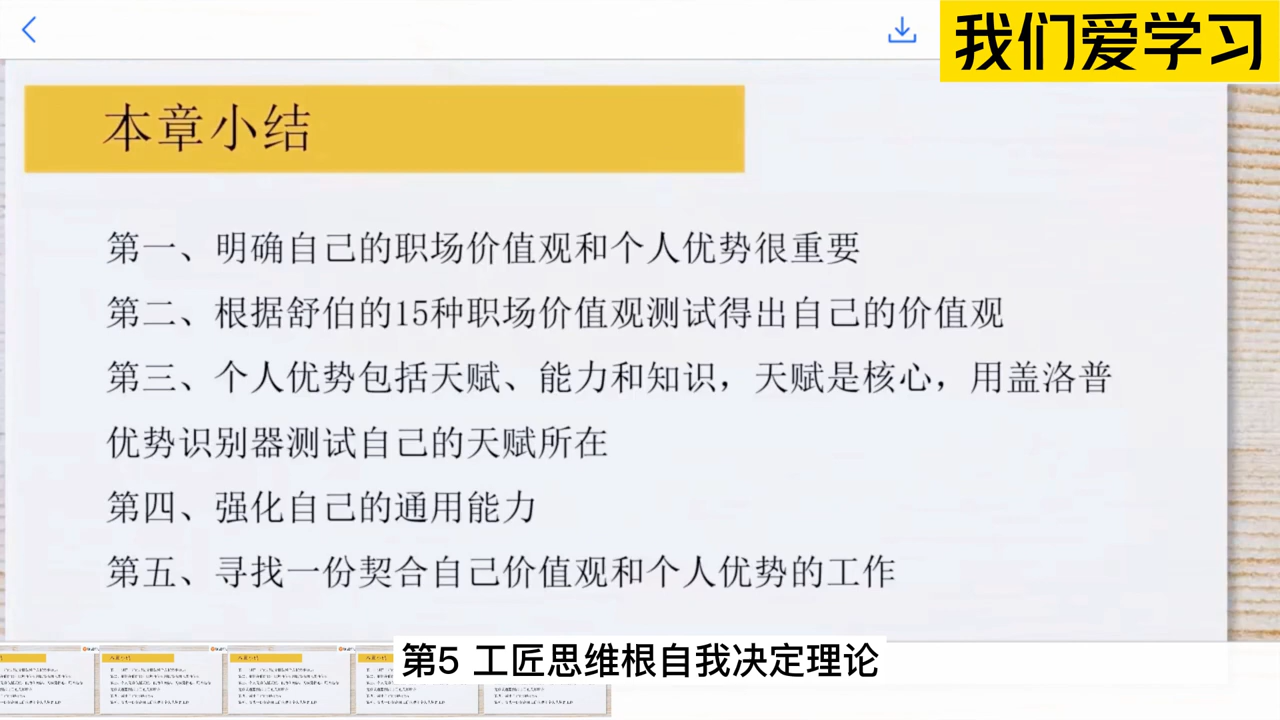 我们爱学习
本章小结
第一、明确自己的职场价值观和个人优势很重要
第二、根据舒伯的15种职场价值观测试得出自己的价值观
第三、个人优势包括天赋、能力和知识，天赋是核心，用盖洛普
优势识别器测试自己的天赋所在
第四、强化自己的通用能力
第五、寻找一份契合自己价值观和个人优势的工作
第5 工匠思维根自我决定理论